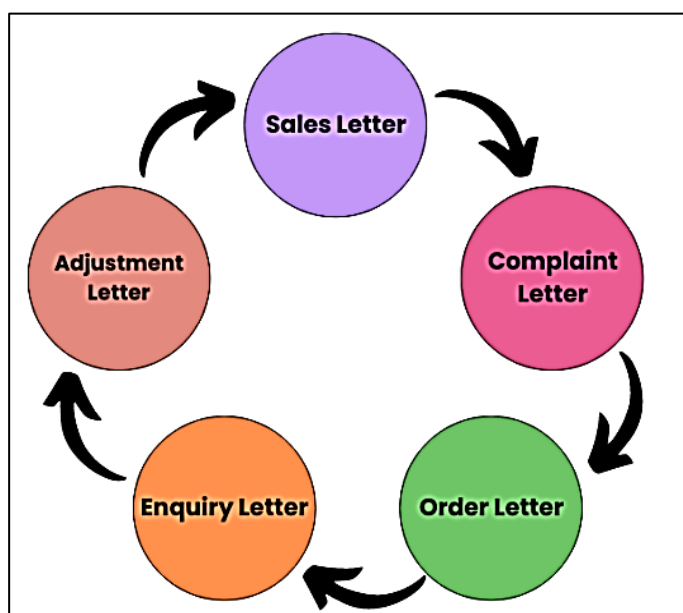 Sales Letter
Complaint
Letter
Order Letter
Enquiry Letter
Adjustment
Letter